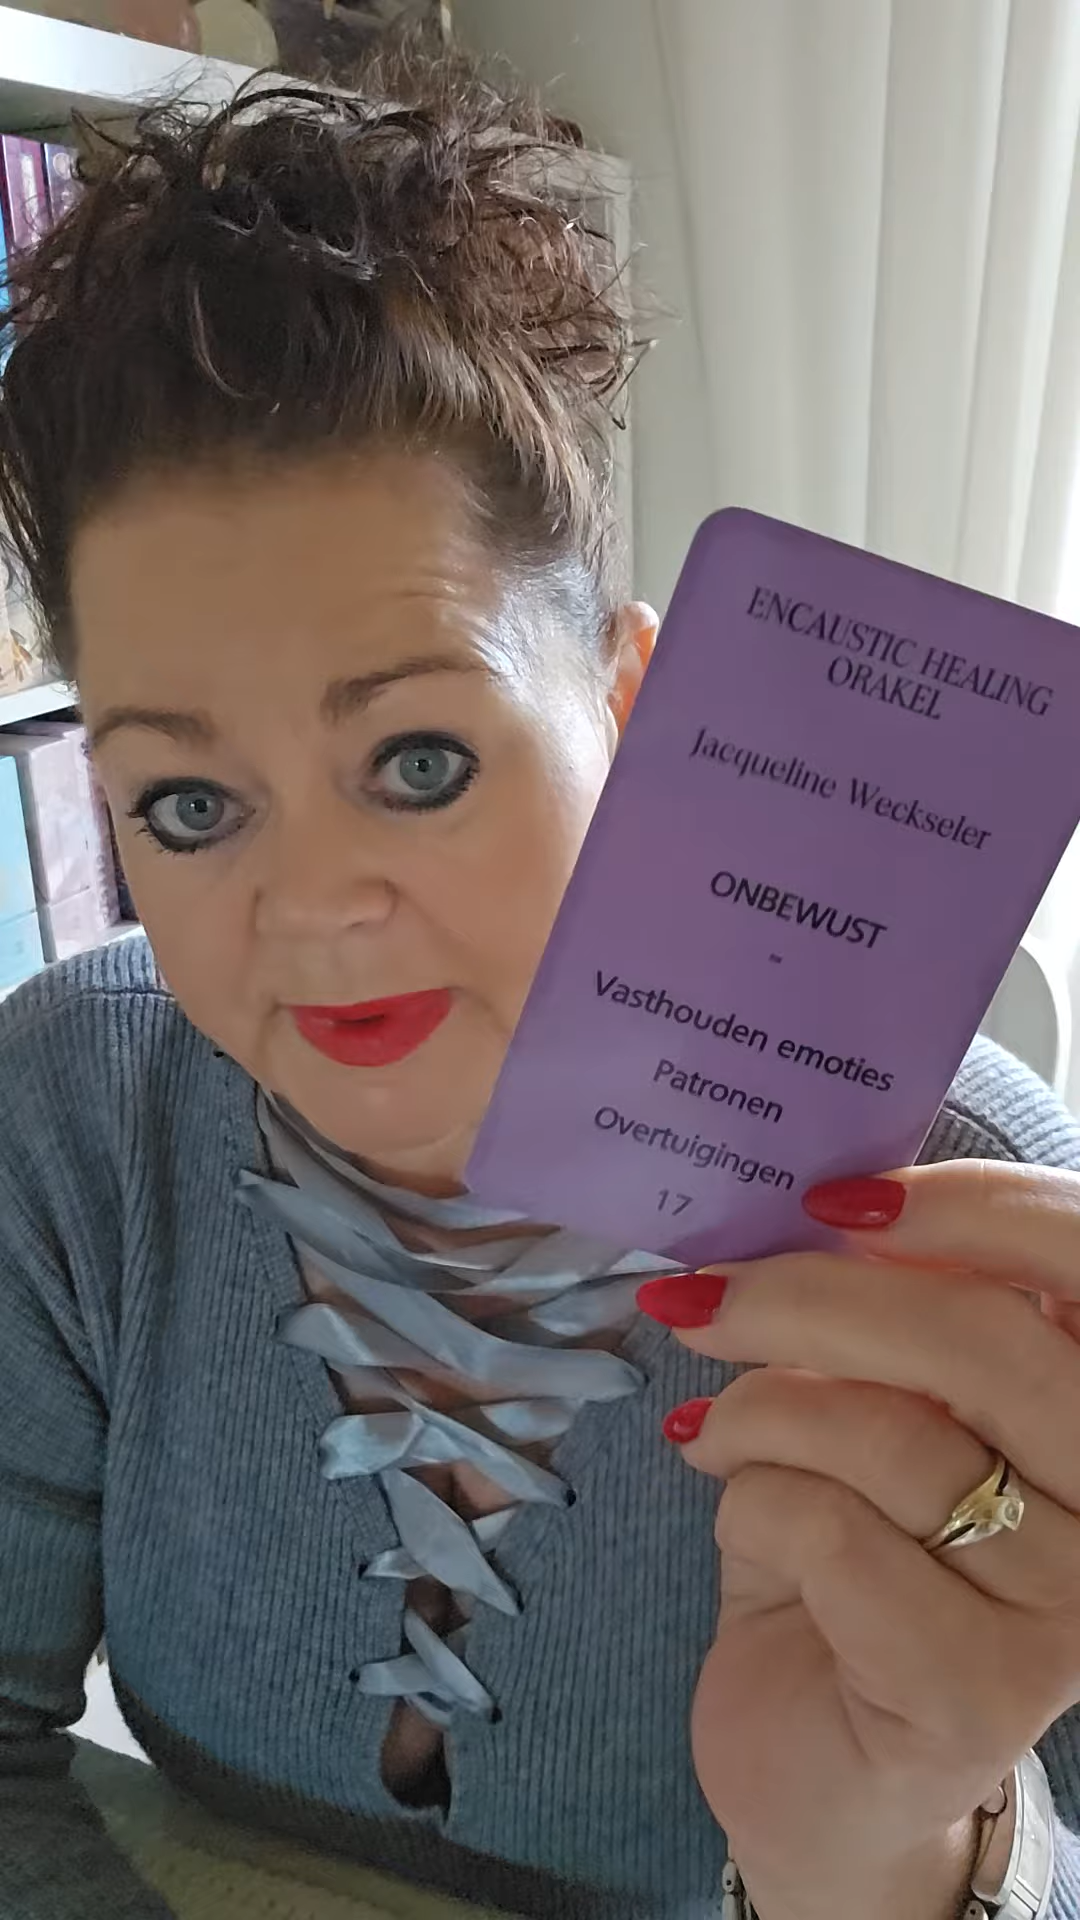 ENCAUSTIC HEALING
ORAKEL
Jacqueline Weckseler
ONBEWUST
~
Vasthouden emoties
Patronen
Overtuigingen
17